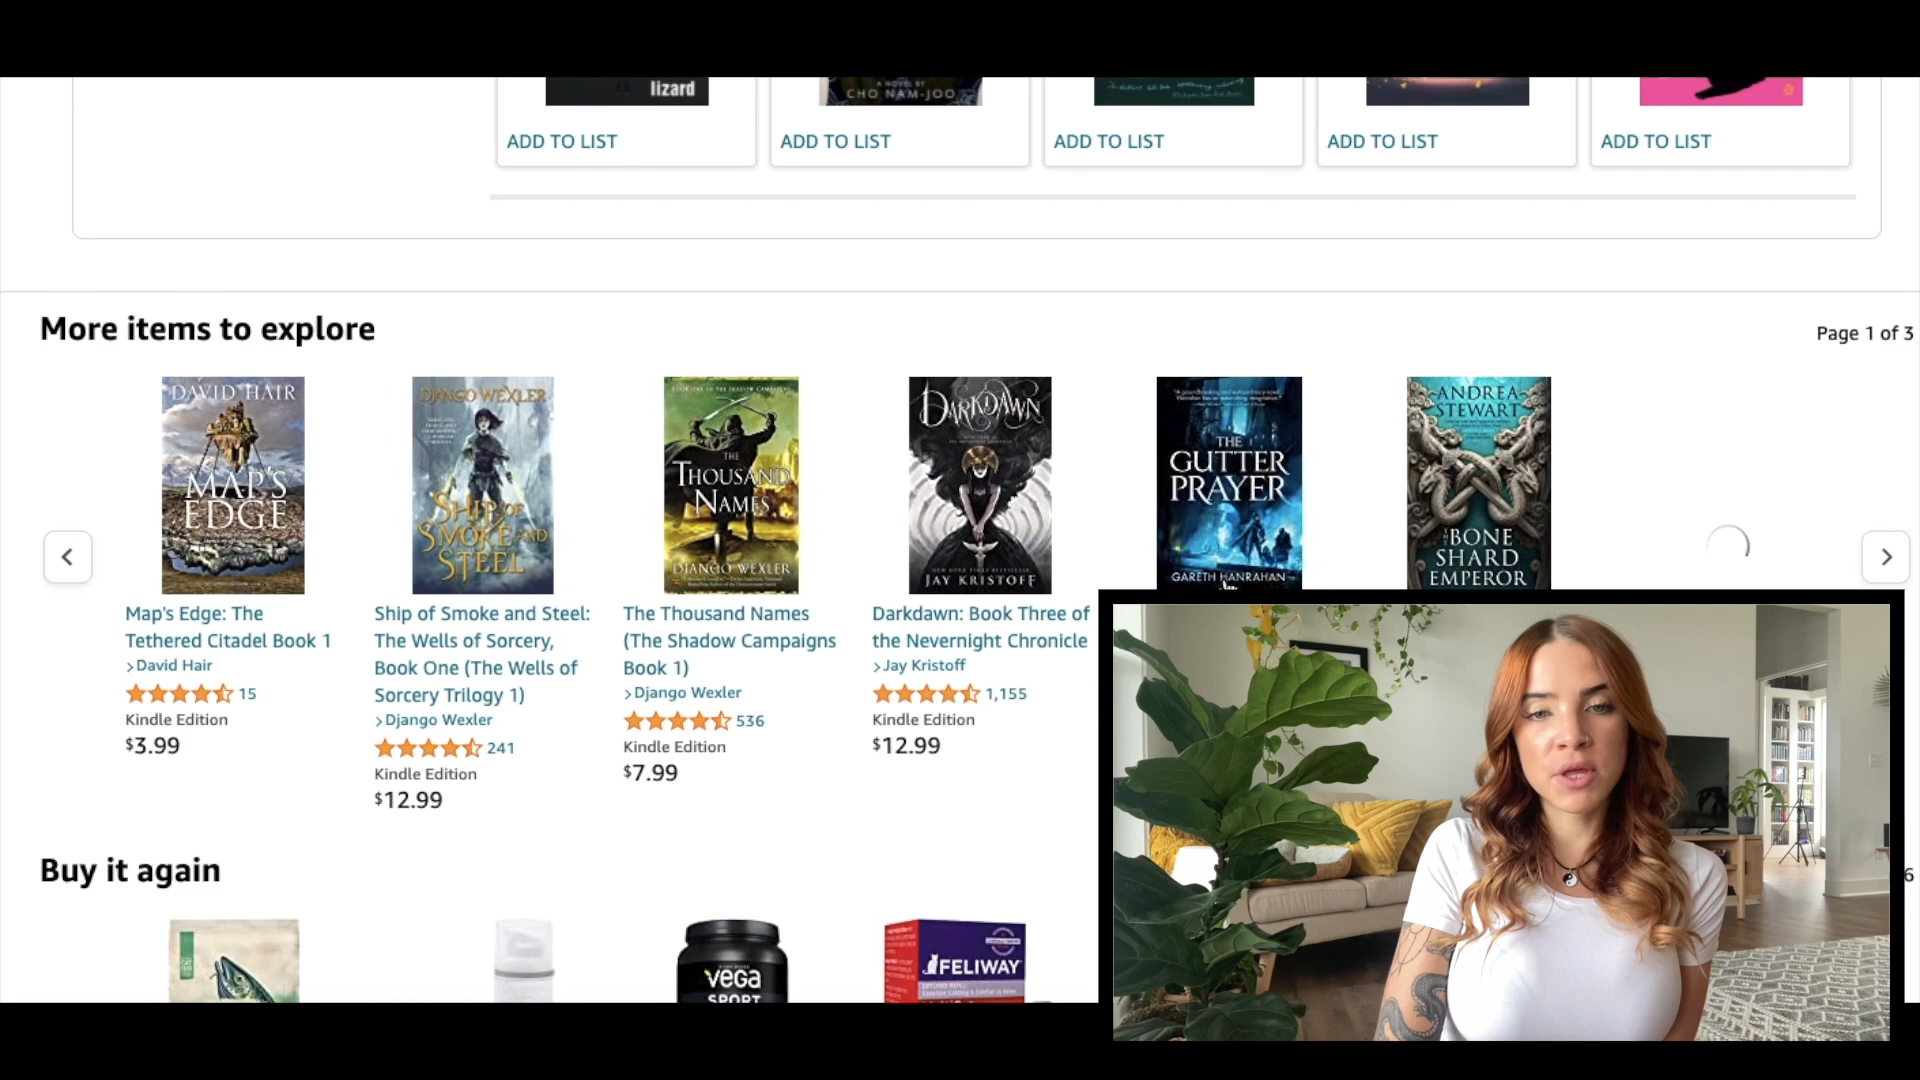 lizard
CHO NAM-JOO
ADD TO LIST
ADD TO LIST
ADD TO LIST
ADD TO LIST
ADD TO LIST
More items to explore
Page 1 of 3
DAVID HAIR
MAP'S
EDGE
DJANGO WEXLER
SHIP OF
SMOKE AND
STEEL
THE
THOUSAND
NAMES
DJANGO WEXLER
DARKDAWN
JAY KRISTOFF
THE
GUTTER
PRAYER
GARETH HANRAHAN
ANDREA
STEWART
THE
BONE
SHARD
EMPEROR
Map's Edge: The
Tethered Citadel Book 1
›David Hair
15
Kindle Edition
$3.99
Ship of Smoke and Steel:
The Wells of Sorcery,
Book One (The Wells of
Sorcery Trilogy 1)
›Django Wexler
241
Kindle Edition
$12.99
The Thousand Names
(The Shadow Campaigns
Book 1)
›Django Wexler
536
Kindle Edition
$7.99
Darkdawn: Book Three of
the Nevernight Chronicle
›Jay Kristoff
1,155
Kindle Edition
$12.99
Buy it again
6
vega
SPORT
FELIWAY